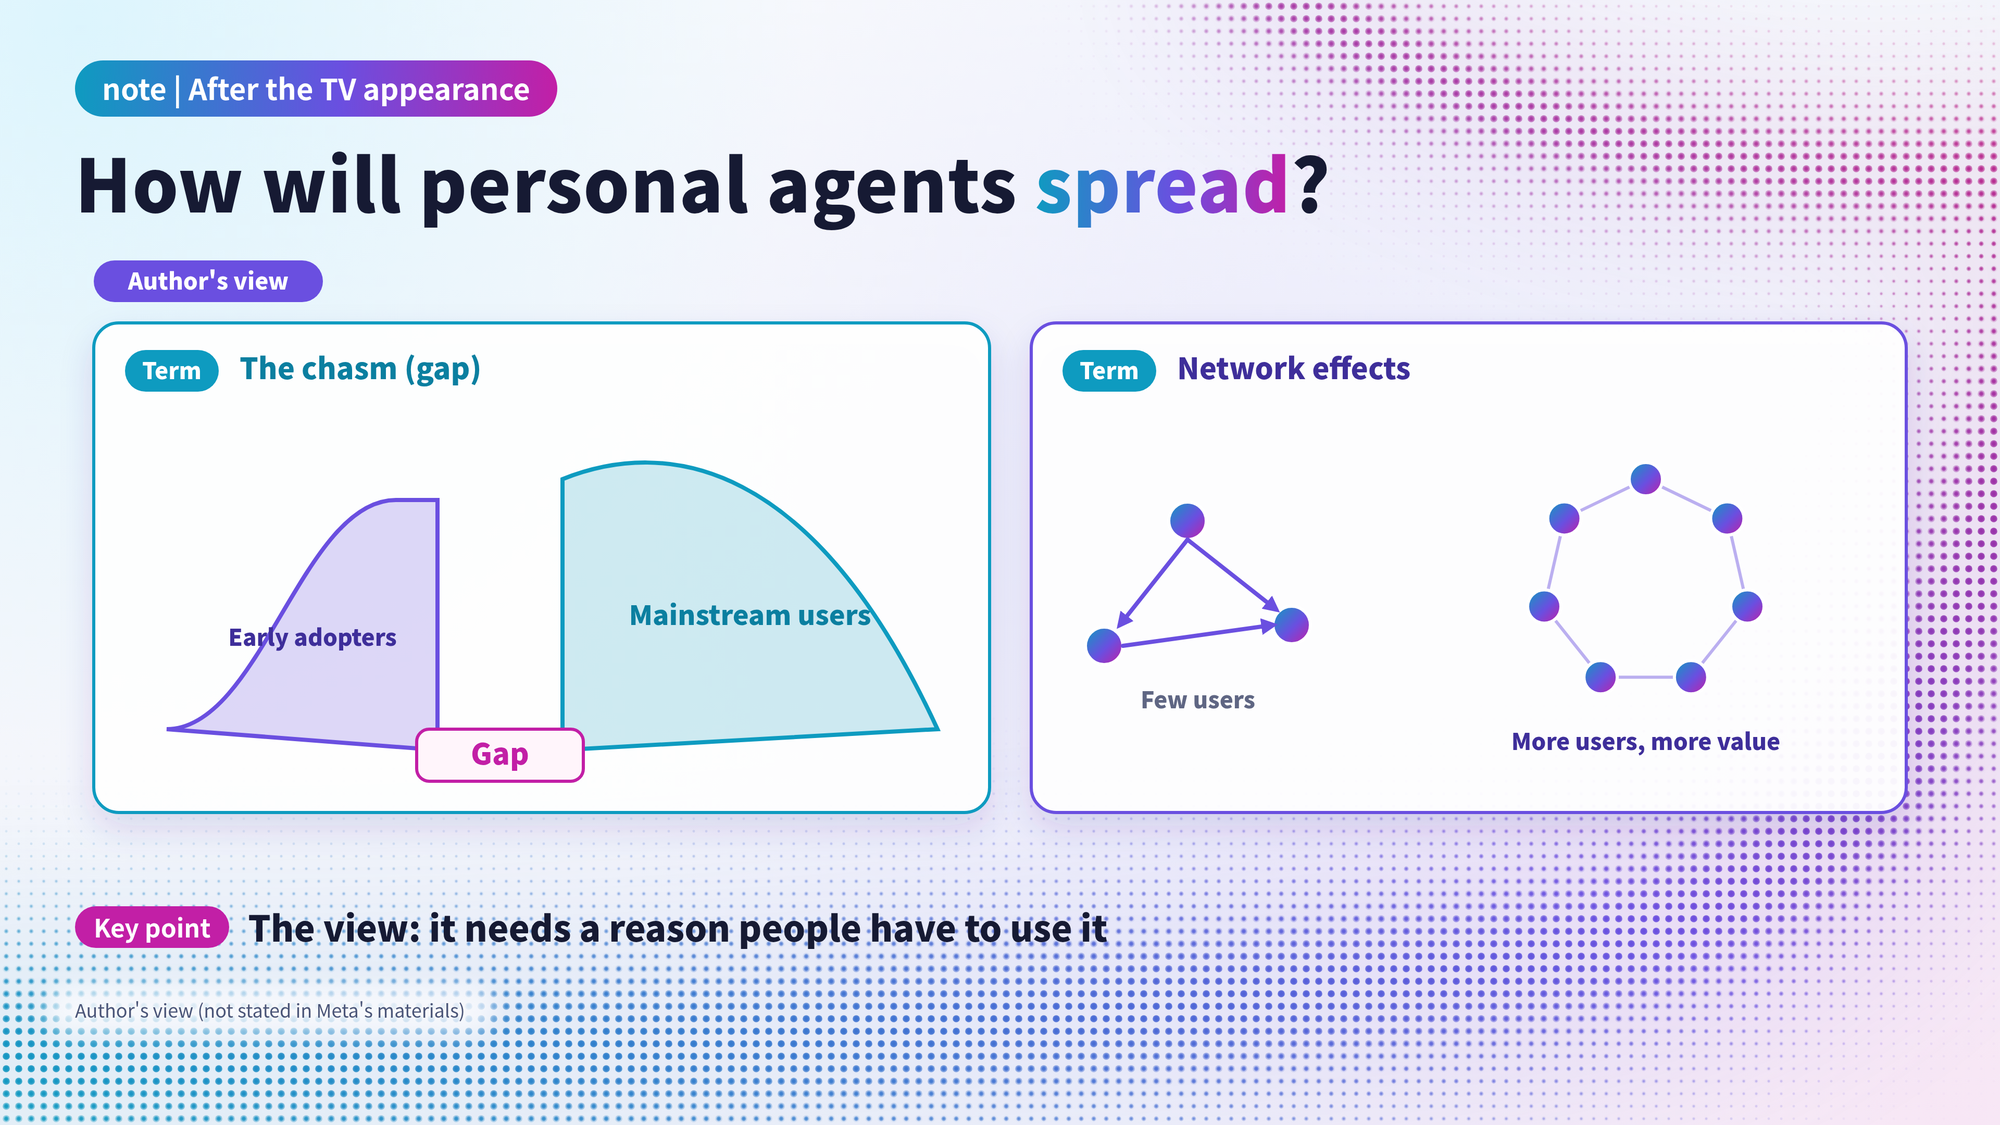 note | After the TV appearance
How will personal agents spread?
Author's view
Term The chasm (gap)
Early adopters
Mainstream users
Gap
Term Network effects
Few users
More users, more value
Key point The view: it needs a reason people have to use it
Author's view (not stated in Meta's materials)